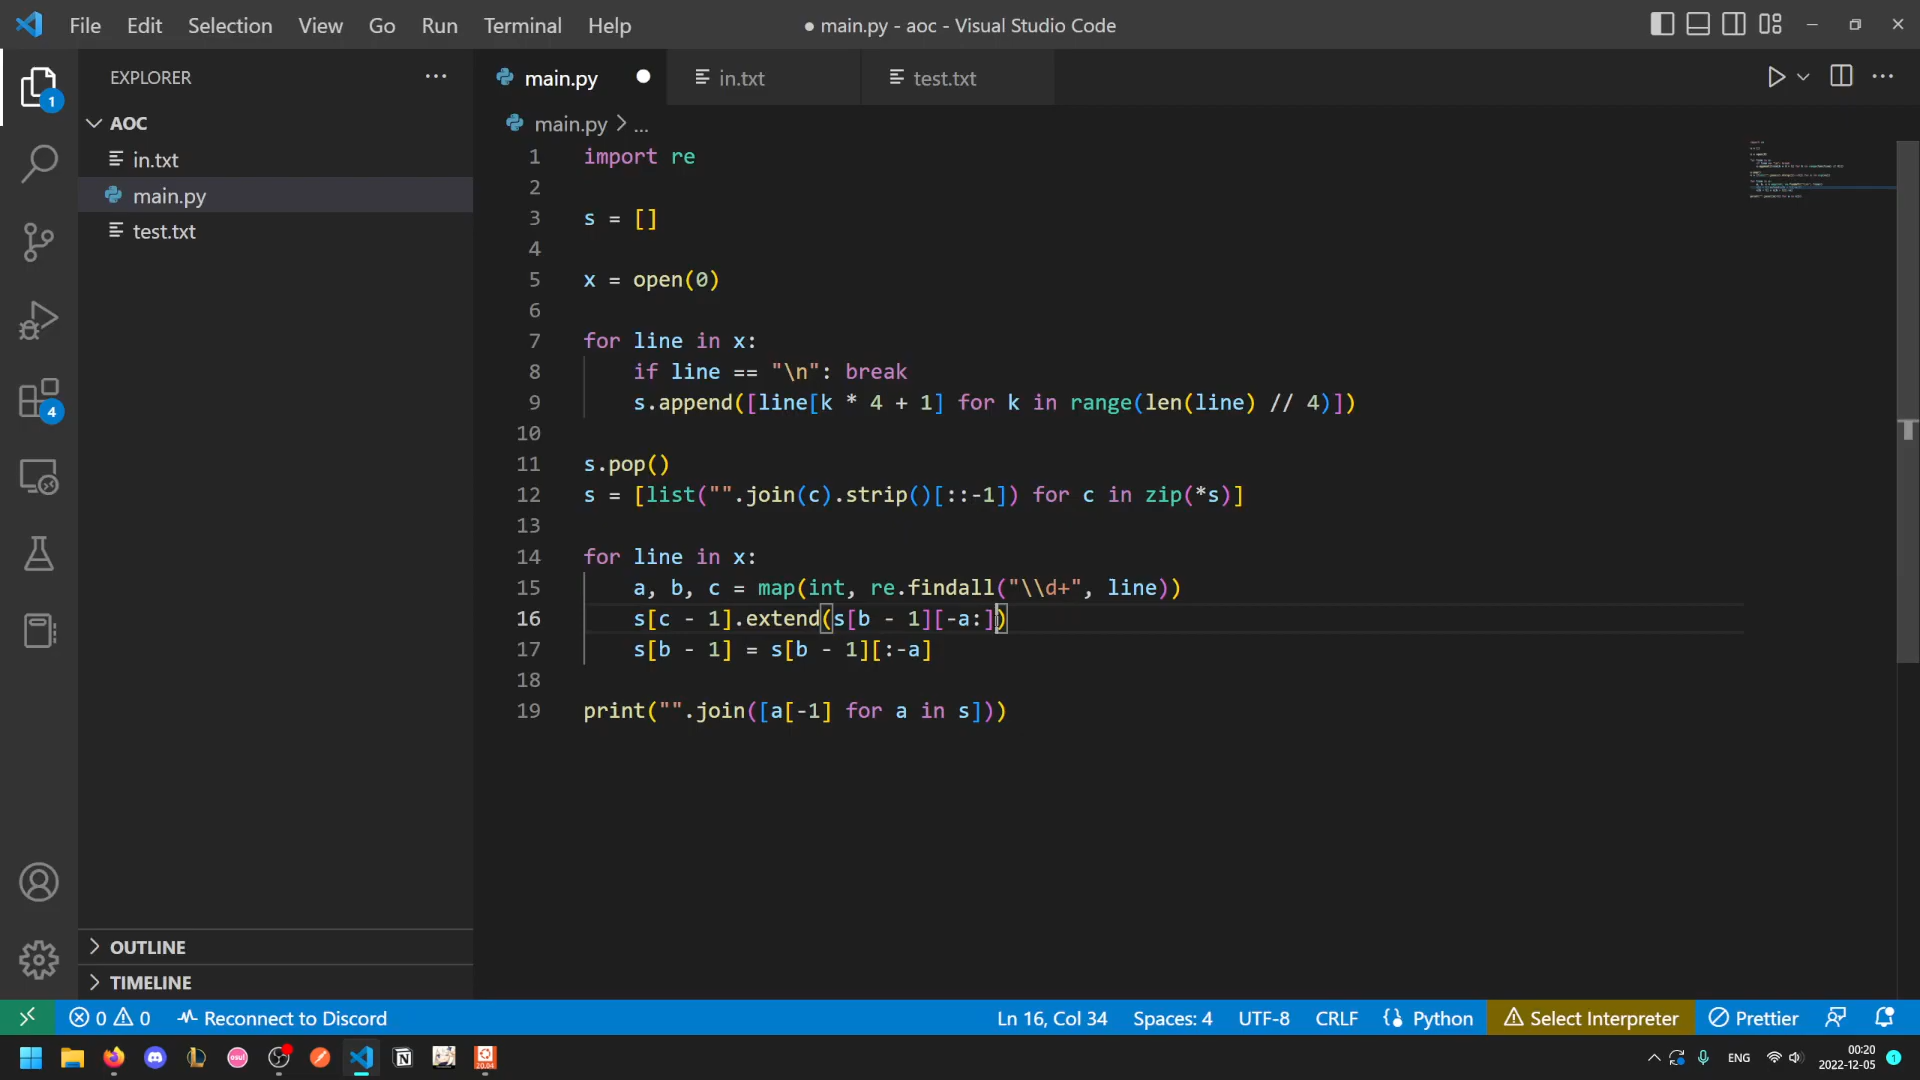 File Edit Selection View Go Run Terminal Help
● main.py - aoc - Visual Studio Code
EXPLORER
main.py
in.txt
test.txt
1
AOC
in.txt
main.py
test.txt
4
main.py > ...
1 import re
2
3 s = []
4
5 x = open(0)
6
7 for line in x:
8 if line == "\n": break
9 s.append([line[k * 4 + 1] for k in range(len(line) // 4)])
10
11 s.pop()
12 s = [list("".join(c).strip()[::-1]) for c in zip(*s)]
13
14 for line in x:
15 a, b, c = map(int, re.findall("\\d+", line))
16 s[c - 1].extend(s[b - 1][-a:])
17 s[b - 1] = s[b - 1][:-a]
18
19 print("".join([a[-1] for a in s]))
OUTLINE
TIMELINE
0 0 Reconnect to Discord
Ln 16, Col 34 Spaces: 4 UTF-8 CRLF Python Select Interpreter Prettier
osu!
20.04
ENG
00:20
2022-12-05
1